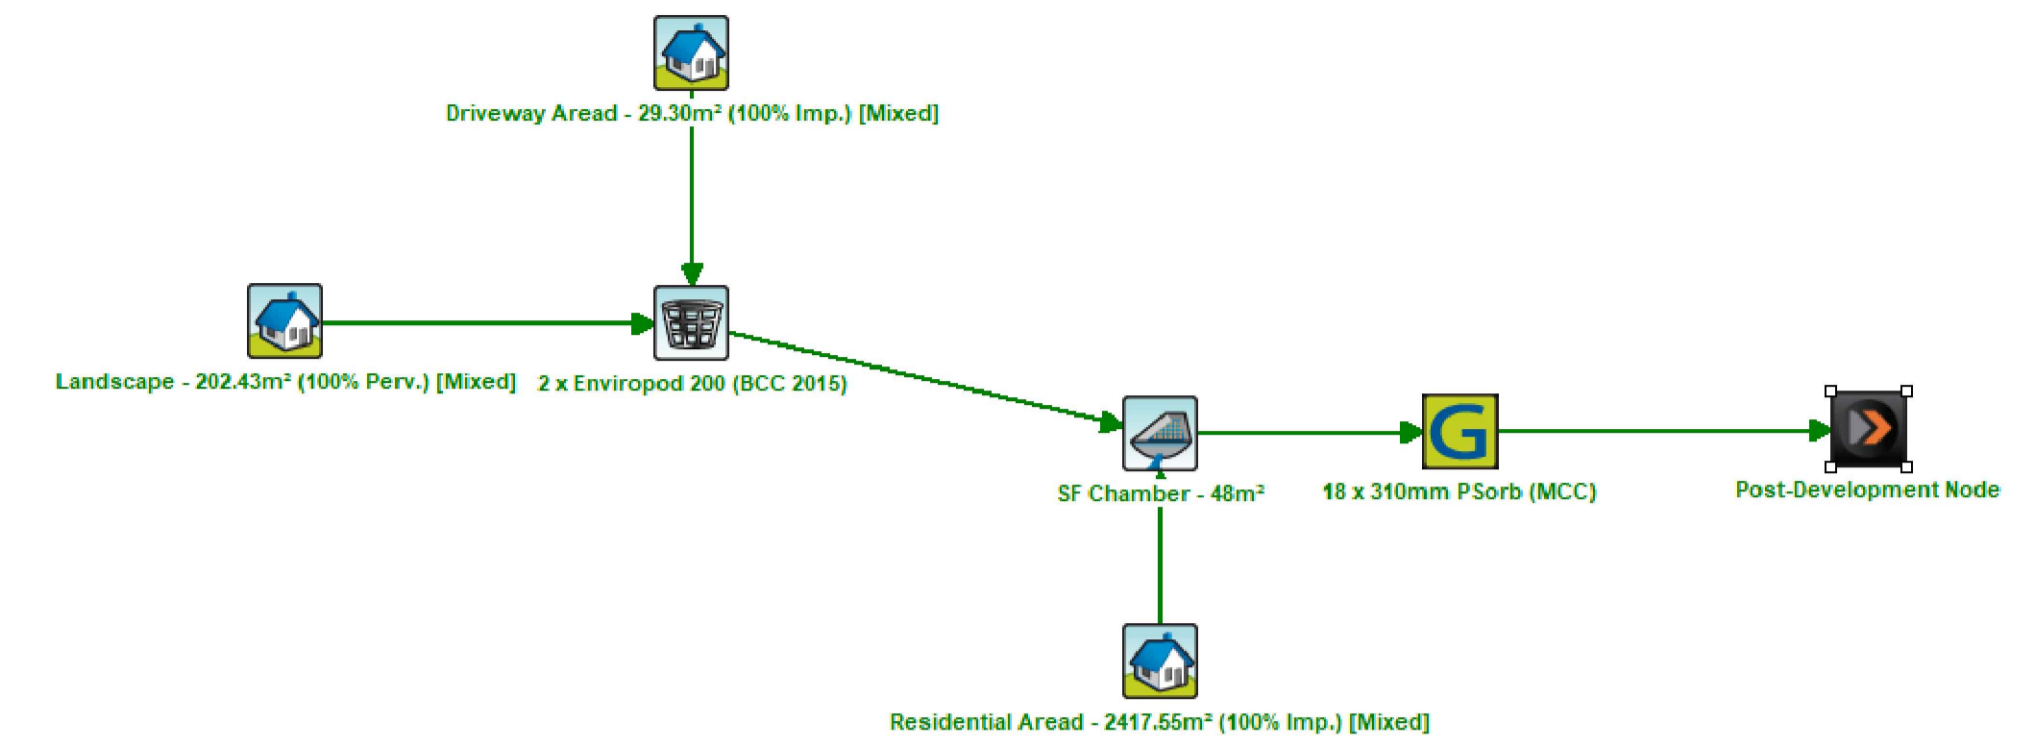 Driveway Aread - 29.30m² (100% Imp.) [Mixed]
Landscape - 202.43m² (100% Perv.) [Mixed]
2 x Enviropod 200 (BCC 2015)
SF Chamber - 48m²
G
18 x 310mm PSorb (MCC)
Post-Development Node
Residential Aread - 2417.55m² (100% Imp.) [Mixed]